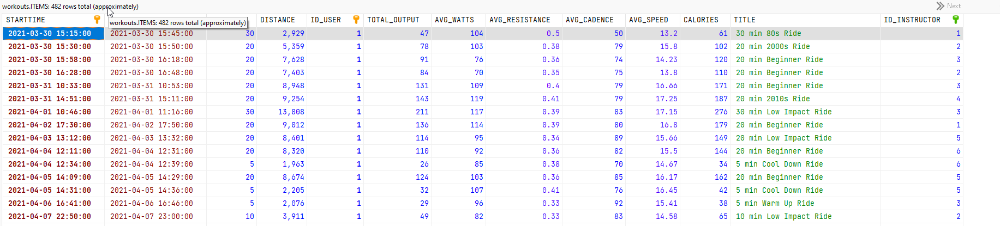 workouts.ITEMS: 482 rows total (approximately) Next
STARTTIME DISTANCE ID_USER TOTAL_OUTPUT AVG_WATTS AVG_RESISTANCE AVG_CADENCE AVG_SPEED CALORIES TITLE ID_INSTRUCTOR
workouts.ITEMS: 482 rows total (approximately)
2021-03-30 15:15:00 2021-03-30 15:45:00 30 2,929 1 47 104 0.5 50 13.2 61 30 min 80s Ride 1
2021-03-30 15:30:00 2021-03-30 15:50:00 20 5,359 1 78 103 0.38 79 15.8 102 20 min 2000s Ride 2
2021-03-30 15:58:00 2021-03-30 16:18:00 20 7,628 1 91 76 0.36 74 14.23 120 20 min Beginner Ride 3
2021-03-30 16:28:00 2021-03-30 16:48:00 20 7,403 1 84 70 0.35 75 13.8 110 20 min Beginner Ride 2
2021-03-31 10:33:00 2021-03-31 10:53:00 20 8,948 1 131 109 0.4 79 16.66 171 20 min Beginner Ride 3
2021-03-31 14:51:00 2021-03-31 15:11:00 20 9,254 1 143 119 0.41 79 17.25 187 20 min 2010s Ride 4
2021-04-01 10:46:00 2021-04-01 11:16:00 30 13,808 1 211 117 0.39 83 17.15 276 30 min Low Impact Ride 3
2021-04-02 17:30:00 2021-04-02 17:50:00 20 9,012 1 136 114 0.39 80 16.8 179 20 min Beginner Ride 1
2021-04-03 13:12:00 2021-04-03 13:32:00 20 8,401 1 114 95 0.34 89 15.66 149 20 min Low Impact Ride 5
2021-04-04 12:11:00 2021-04-04 12:31:00 20 8,320 1 110 92 0.36 82 15.5 144 20 min Beginner Ride 6
2021-04-04 12:34:00 2021-04-04 12:39:00 5 1,963 1 26 85 0.38 70 14.67 34 5 min Cool Down Ride 6
2021-04-05 14:09:00 2021-04-05 14:29:00 20 8,674 1 124 103 0.36 85 16.17 162 20 min Beginner Ride 5
2021-04-05 14:31:00 2021-04-05 14:36:00 5 2,205 1 32 107 0.41 76 16.45 42 5 min Cool Down Ride 5
2021-04-06 16:41:00 2021-04-06 16:46:00 5 2,076 1 29 96 0.33 92 15.41 38 5 min Warm Up Ride 3
2021-04-07 22:50:00 2021-04-07 23:00:00 10 3,911 1 49 82 0.33 83 14.58 65 10 min Low Impact Ride 2